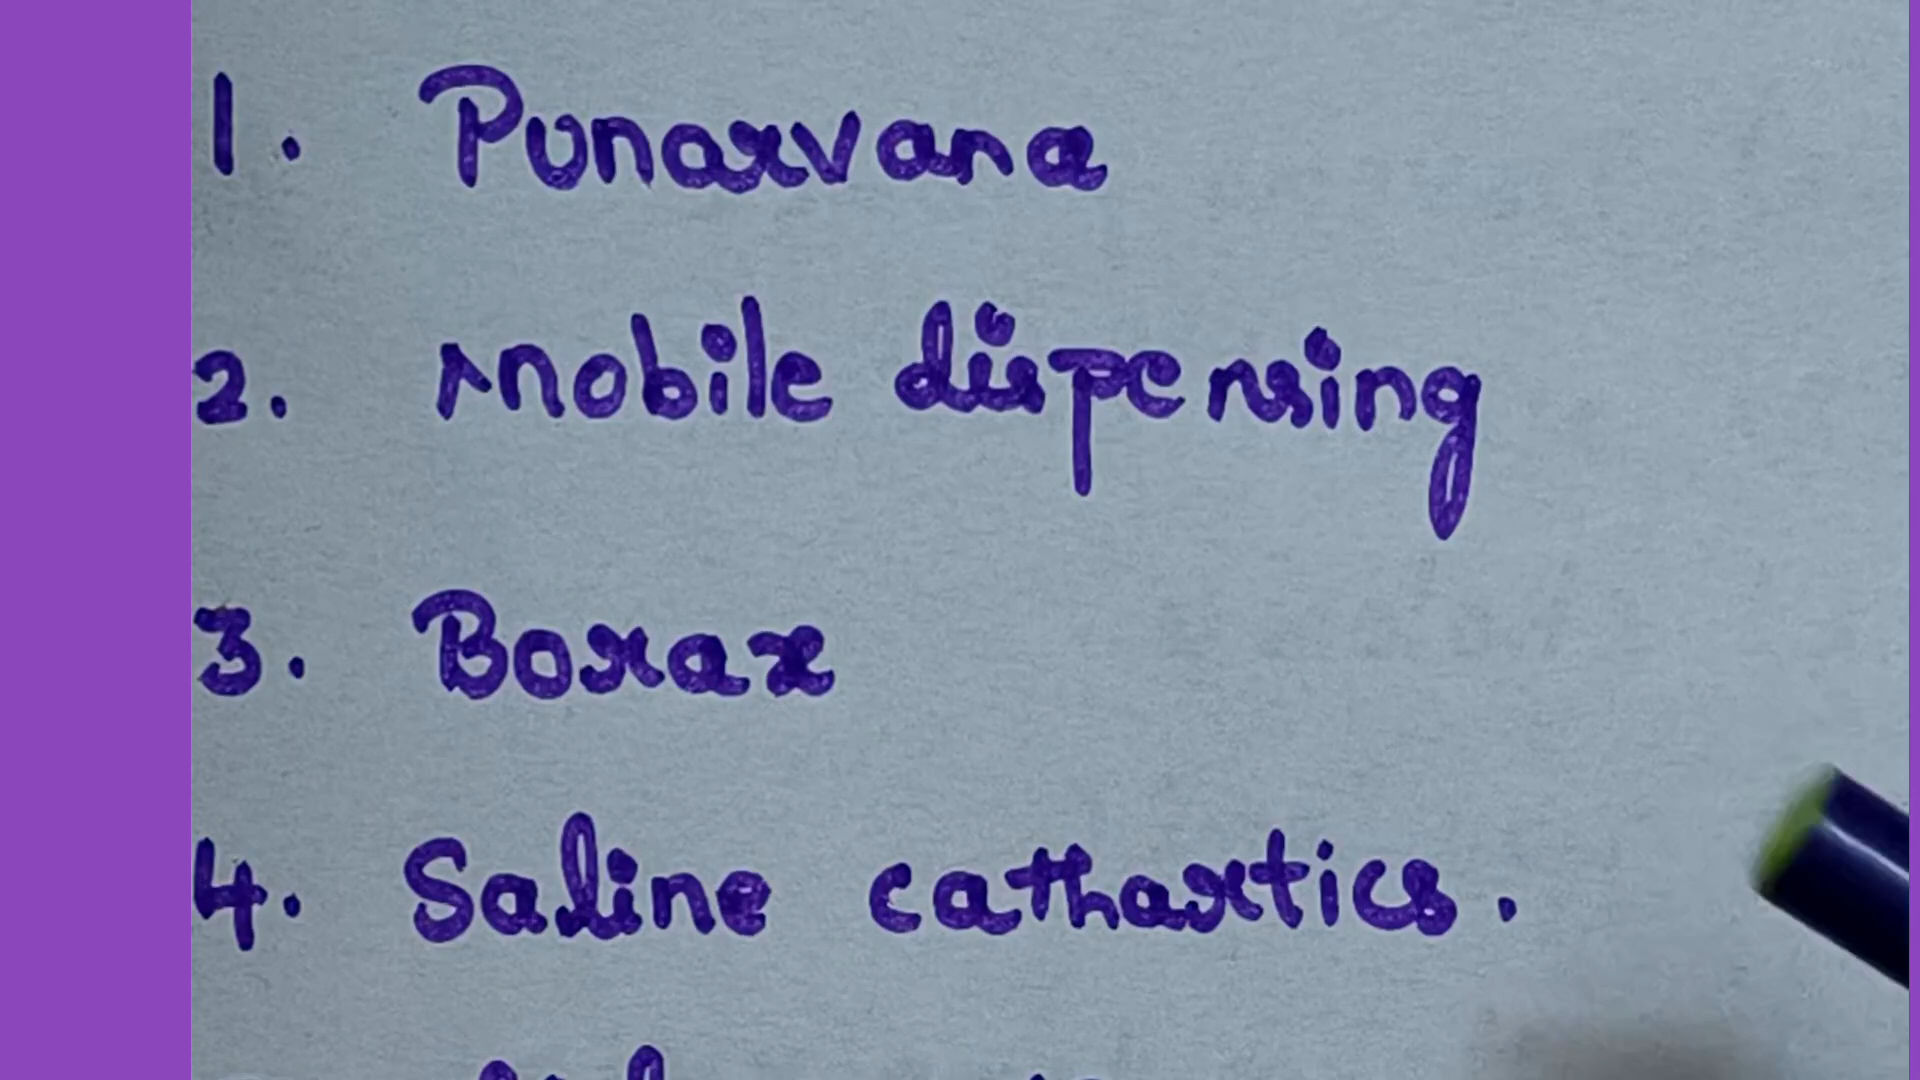 1. Punarvana
2. Mobile dispensing
3. Borax
4. Saline cathartics.